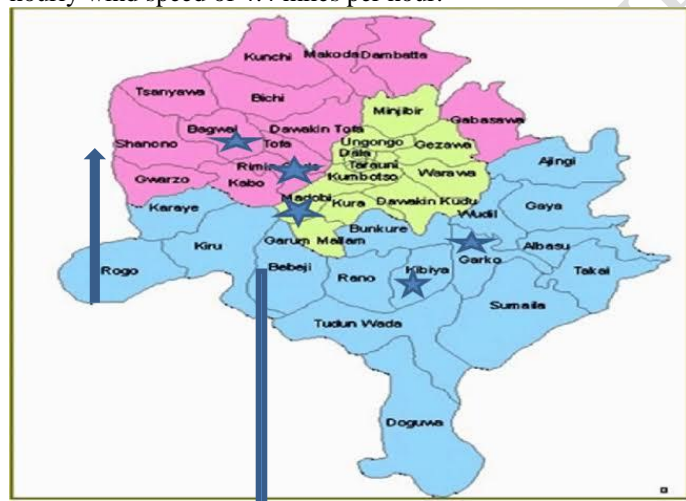 hourly wind speed of 4.4 miles per hour.
Kunchi
Makoda
Dambatta
Tsanyawa
Bichi
Minjibir
Gabasawa
Bagwai
Dawakin Tofa
Shanono
Tofa
Ungongo
Gezawa
Dala
Ajingi
Rimin
Tarauni
Gwarzo
Kabo
Kumbotso
Warawa
Karaye
Madobi
Kura
Dawakin Kudu
Wudil
Gaya
Kiru
Garum Mallam
Bunkure
Albasu
Rogo
Bebeji
Rano
Kibiya
Garko
Takai
Sumaila
Tudun Wada
Doguwa